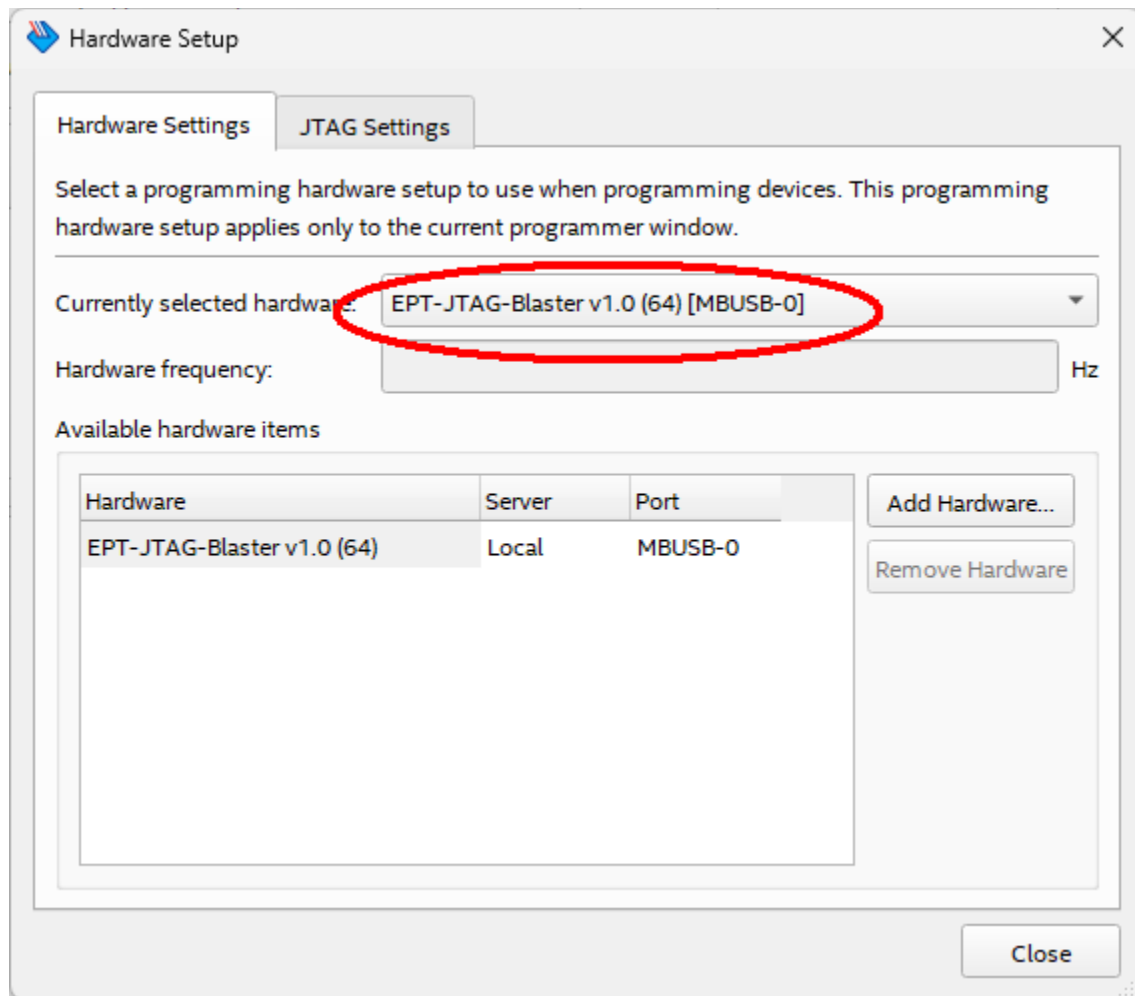 Hardware Setup
Hardware Settings
JTAG Settings
Select a programming hardware setup to use when programming devices. This programming
hardware setup applies only to the current programmer window.
Currently selected hardware: EPT-JTAG-Blaster v1.0 (64) [MBUSB-0]
Hardware frequency: Hz
Available hardware items
Hardware Server Port
EPT-JTAG-Blaster v1.0 (64) Local MBUSB-0
Add Hardware...
Remove Hardware
Close